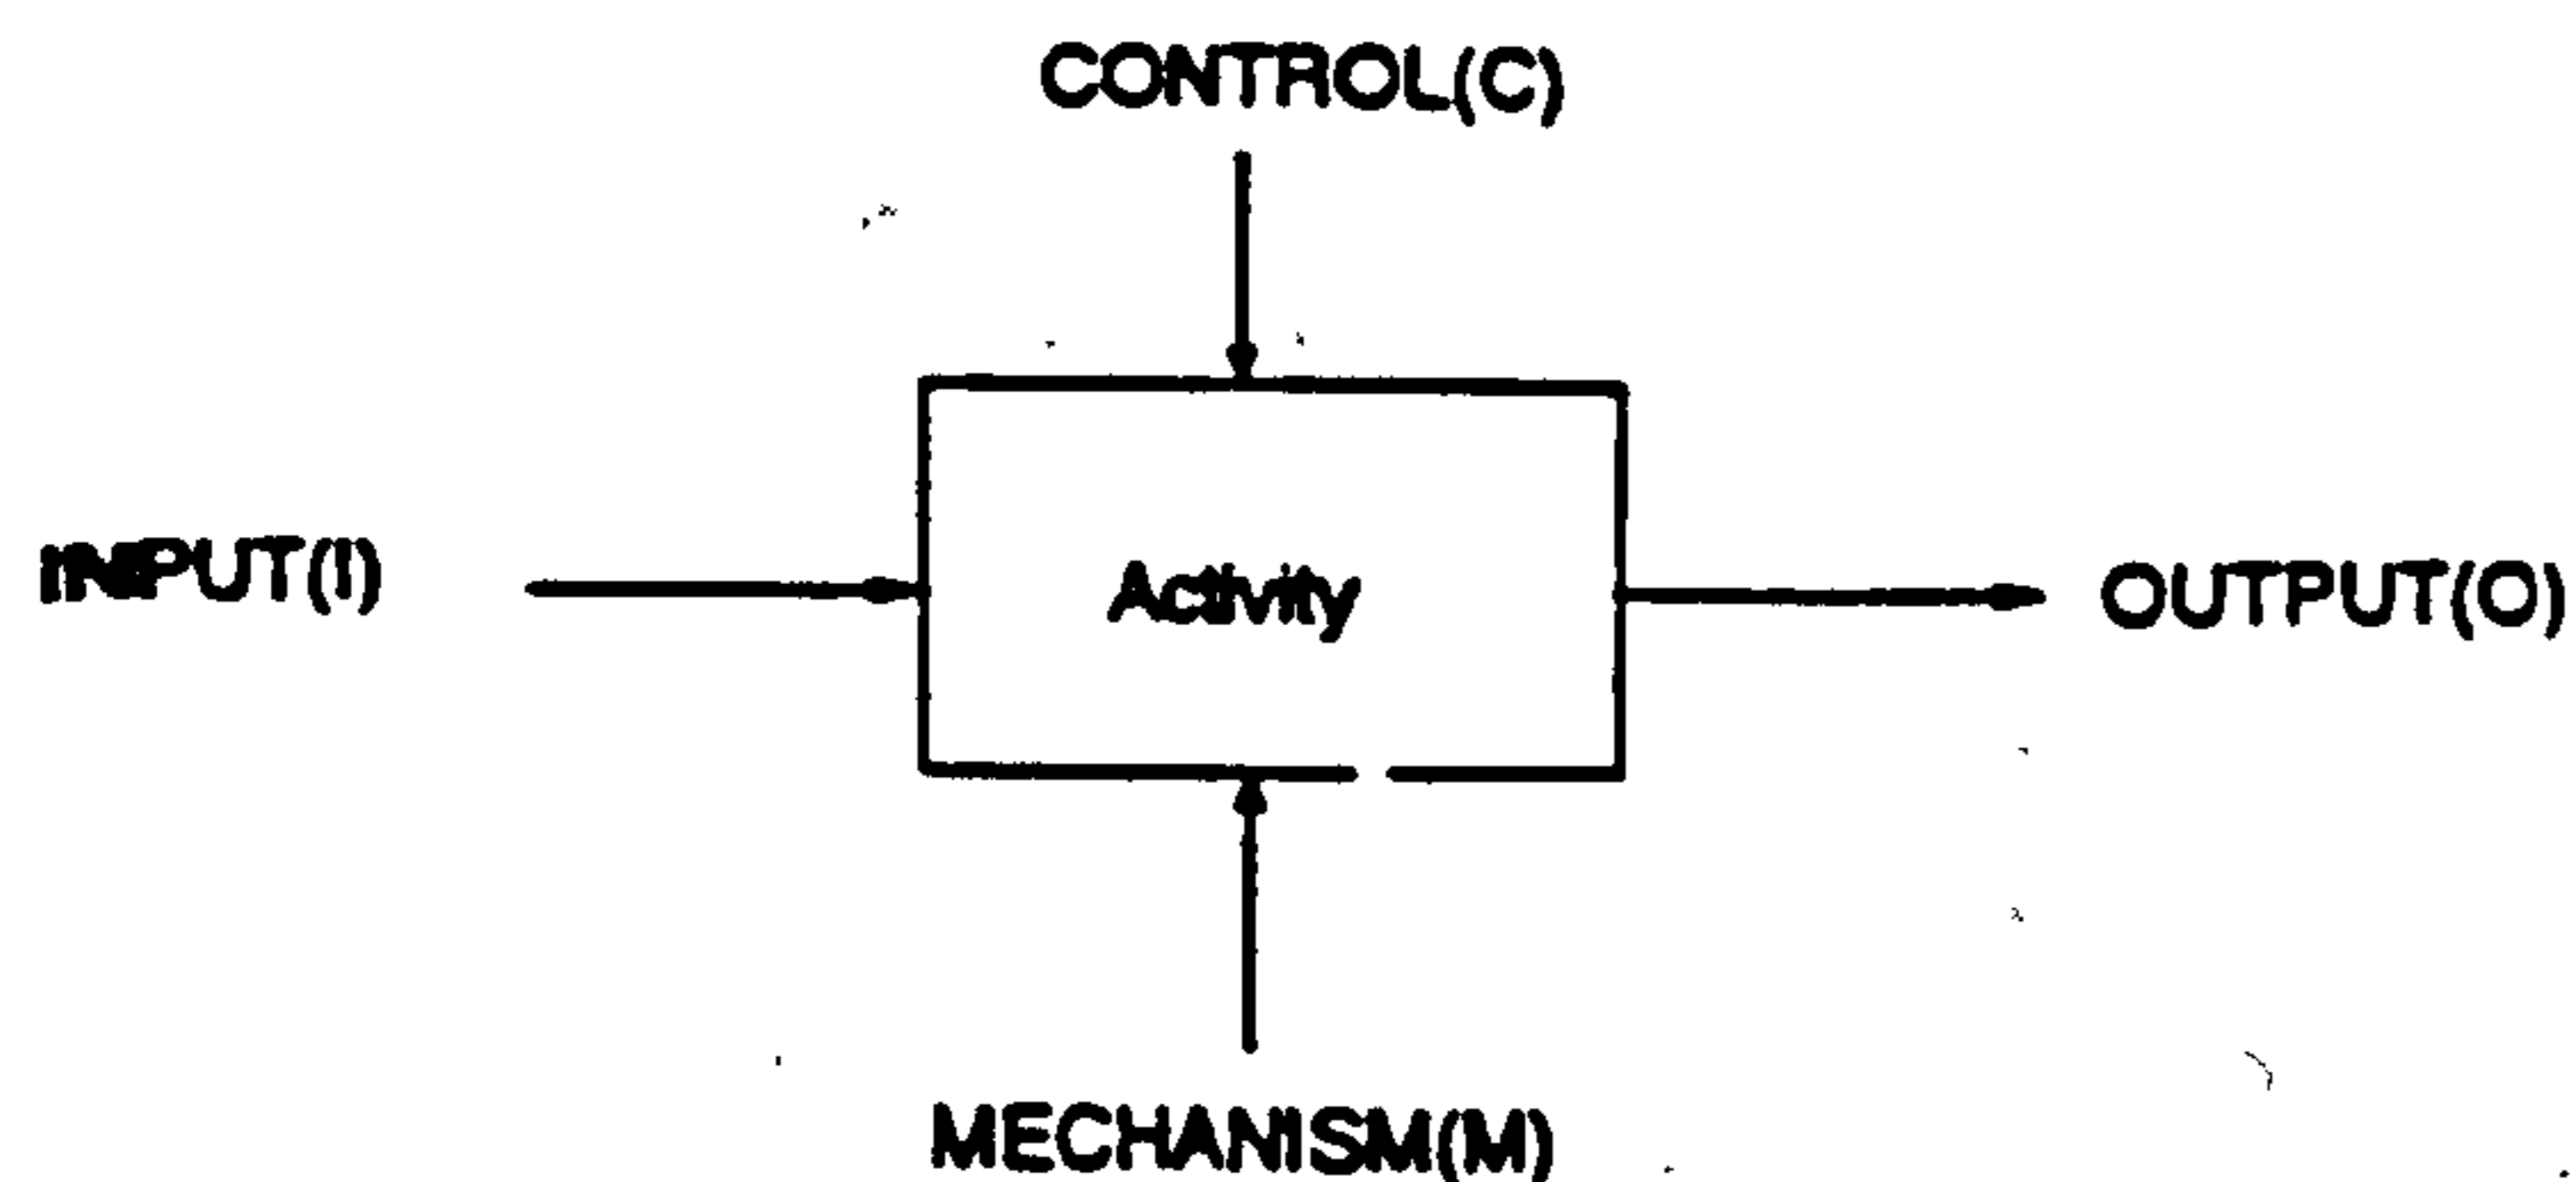 CONTROL(C)
INPUT(I)
Activity
OUTPUT(O)
MECHANISM(M)